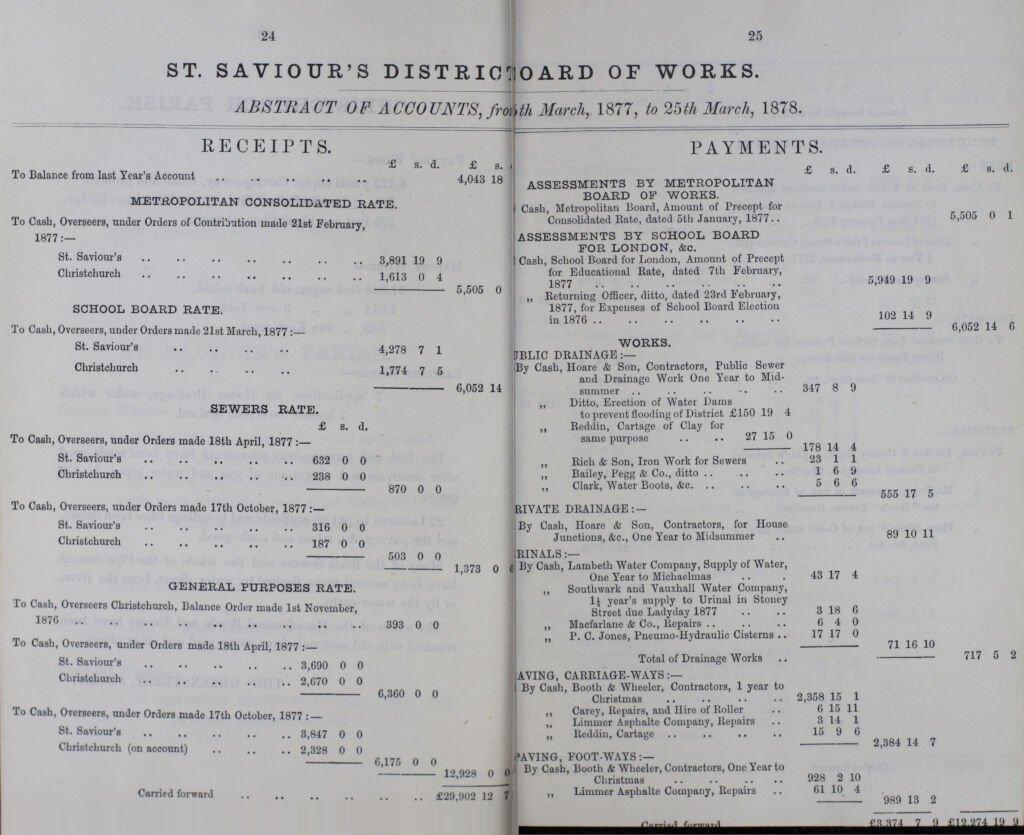 24
ST. SAVIOUR'S DISTRIC
ABSTRACT OF ACCOUNTS, fro
RECEIPTS.
£ s. d. £ s.
To Balance from last Year's Account .. .. .. .. .. 4,043 18
METROPOLITAN CONSOLIDATED RATE.
To Cash, Overseers, under Orders of Contribution made 21st February,
1877:—
St. Saviour's .. .. .. .. .. .. .. 3,891 19 9
Christchurch .. .. .. .. .. .. .. 1,613 0 4
5,505 0
SCHOOL BOARD RATE.
To Cash, Overseers, under Orders made 21st March, 1877:—
St. Saviour's .. .. .. .. 4,278 7 1
Christchurch .. .. .. .. 1,774 7 5
6,052 14
SEWERS RATE.
£ s. d.
To Cash, Overseers, under Orders made 18th April, 1877:—
St. Saviour's .. .. .. .. .. .. 632 0 0
Christchurch .. .. .. .. .. .. 238 0 0
870 0 0
To Cash, Overseers, under Orders made 17th October, 1877:—
St. Saviour's .. .. .. .. .. .. 316 0 0
Christchurch .. .. .. .. .. .. 187 0 0
503 0 0
1,373 0 0
GENERAL PURPOSES RATE.
To Cash, Overseers Christchurch, Balance Order made 1st November,
1876 .. .. .. .. .. .. .. .. .. 393 0 0
To Cash, Overseers, under Orders made 18th April, 1877:—
St. Saviour's .. .. .. .. .. 3,690 0 0
Christchurch .. .. .. .. .. 2,670 0 0
6,360 0 0
To Cash, Overseers, under Orders made 17th October, 1877:—
St. Saviour's .. .. .. .. .. 3,847 0 0
Christchurch (on account) .. .. .. 2,328 0 0
6,175 0 0
12,928 0 0
Carried forward .. .. .. .. .. .. £29,902 12 7
25
OARD OF WORKS.
th March, 1877, to 25th March, 1878.
PAYMENTS.
£ s. d. £ s. d. £ s. d.
ASSESSMENTS BY METROPOLITAN
BOARD OF WORKS.
Cash, Metropolitan Board, Amount of Precept for
Consolidated Rate, dated 5th January, 1877.. 5,505 0 1
ASSESSMENTS BY SCHOOL BOARD
FOR LONDON, &c.
Cash, School Board for London, Amount of Precept
for Educational Rate, dated 7th February,
1877 .. .. .. .. .. .. 5,949 19 9
„ Returning Officer, ditto, dated 23rd February,
1877, for Expenses of School Board Election
in 1876 .. .. .. .. .. .. 102 14 9
6,052 14 6
WORKS.
UBLIC DRAINAGE:—
By Cash, Hoare & Son, Contractors, Public Sewer
and Drainage Work One Year to Mid-
summer .. .. .. .. .. 347 8 9
„ Ditto, Erection of Water Dams
to prevent flooding of District £150 19 4
„ Reddin, Cartage of Clay for
same purpose .. .. 27 15 0
178 14 4
„ Rich & Son, Iron Work for Sewers .. 23 1 1
„ Bailey, Pegg & Co., ditto .. .. .. 1 6 9
„ Clark, Water Boots, &c. .. .. .. 5 6 6
555 17 5
RIVATE DRAINAGE:—
By Cash, Hoare & Son, Contractors, for House
Junctions, &c., One Year to Midsummer .. 89 10 11
RINALS:—
By Cash, Lambeth Water Company, Supply of Water,
One Year to Michaelmas .. . 43 17 4
„ Southwark and Vauxhall Water Company,
1¼ year's supply to Urinal in Stoney
Street due Ladyday 1877 .. .. 3 18 6
„ Macfarlane & Co., Repairs .. .. .. 6 4 0
„ P. C. Jones, Pneumo-Hydraulic Cisterns .. 17 17 0
71 16 10
Total of Drainage Works .. 717 5 2
AVING, CARRIAGE-WAYS:—
By Cash, Booth & Wheeler, Contractors, 1 year to
Christmas .. .. .. .. 2,358 15 1
„ Carey, Repairs, and Hire of Roller .. 6 15 11
„ Limmer Asphalte Company, Repairs .. 3 14 1
„ Reddin, Cartage .. .. .. .. 15 9 6
2,384 14 7
PAVING, FOOT-WAYS:—
By Cash, Booth & Wheeler, Contractors, One Year to
Christmas .. .. .. .. 928 2 10
„ Limmer Asphalte Company, Repairs .. 61 10 4
989 13 2
Carried forward £3,374 7 9 £12,274 19 9